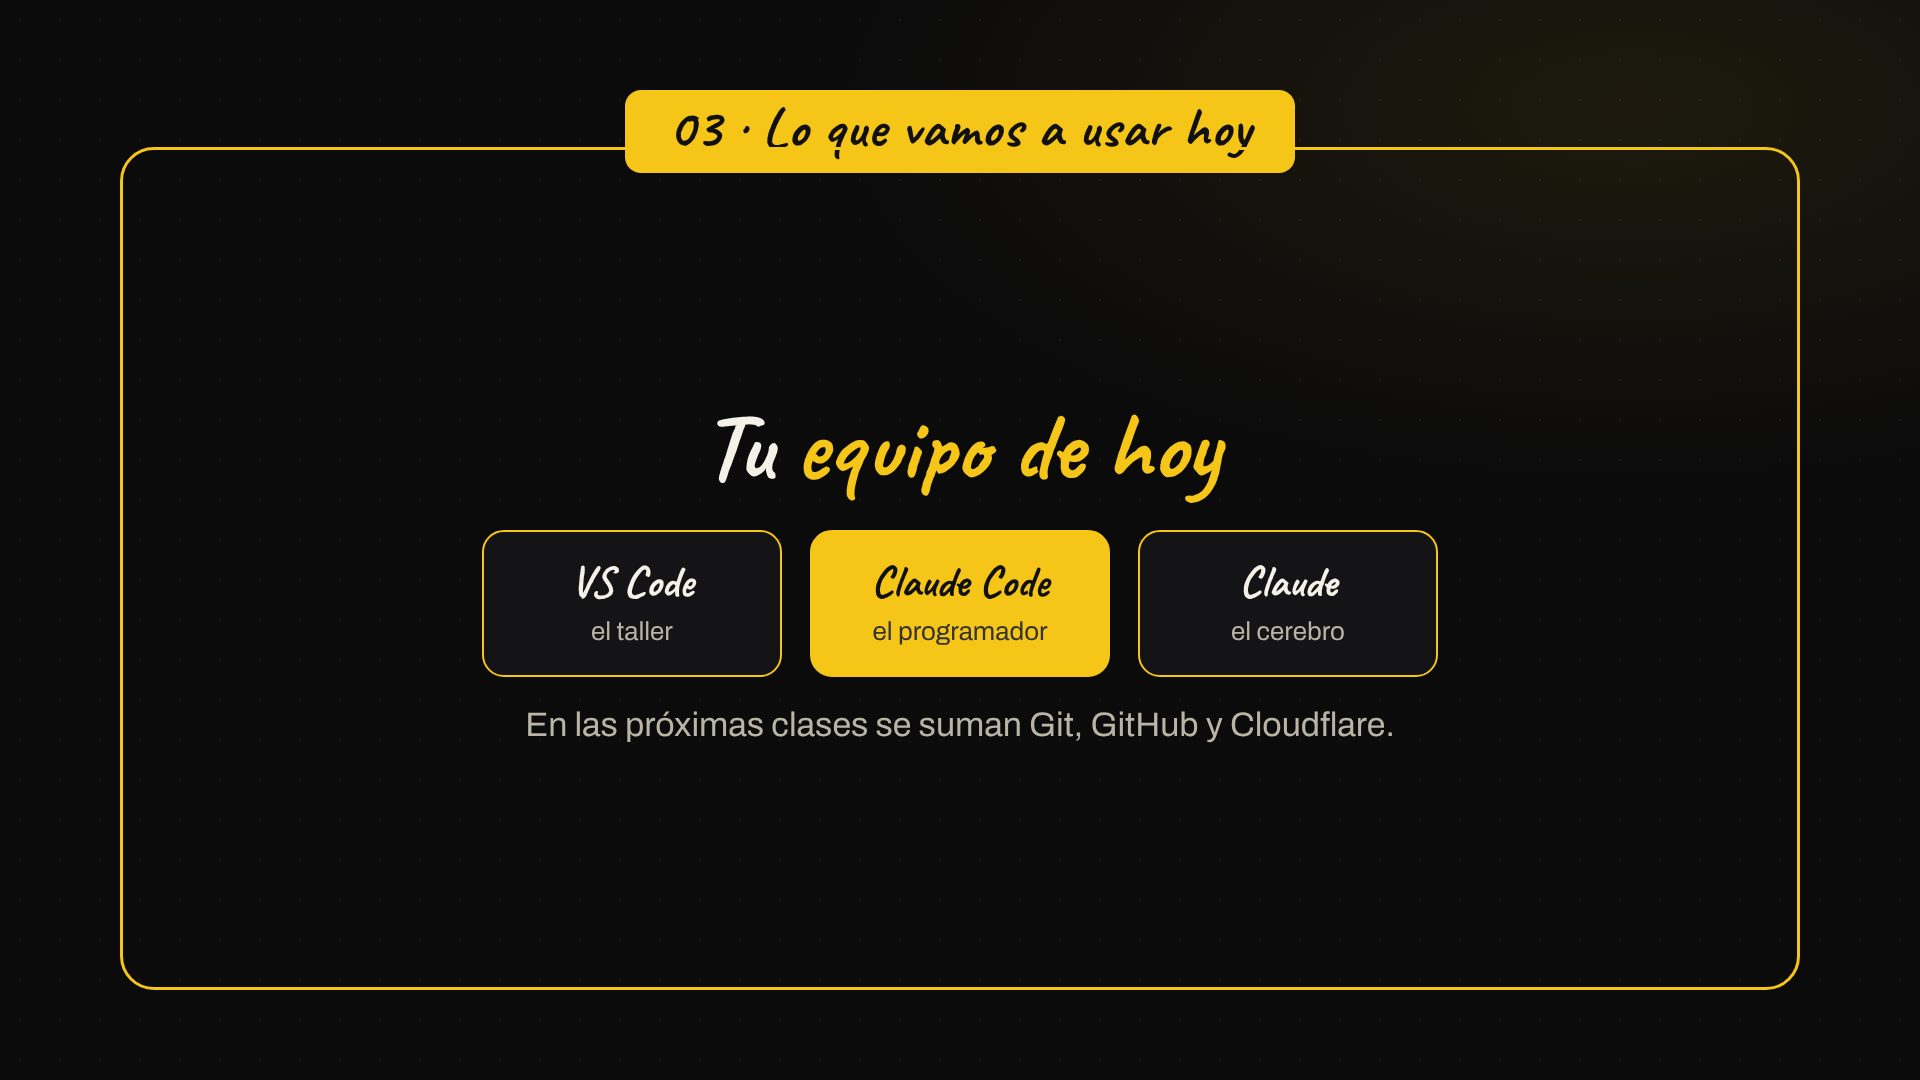 03 · Lo que vamos a usar hoy
Tu equipo de hoy
VS Code
el taller
Claude Code
el programador
Claude
el cerebro
En las próximas clases se suman Git, GitHub y Cloudflare.